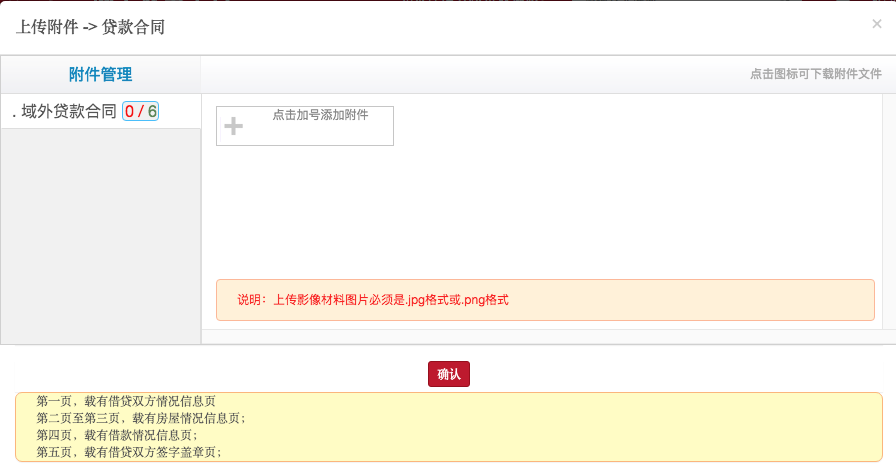 上传附件 -> 贷款合同
×
附件管理
点击图标可下载附件文件
. 域外贷款合同 0 / 6
点击加号添加附件
说明：上传影像材料图片必须是.jpg格式或.png格式
确认
第一页，载有借贷双方情况信息页
第二页至第三页，载有房屋情况信息页；
第四页，载有借款情况信息页；
第五页，载有借贷双方签字盖章页；